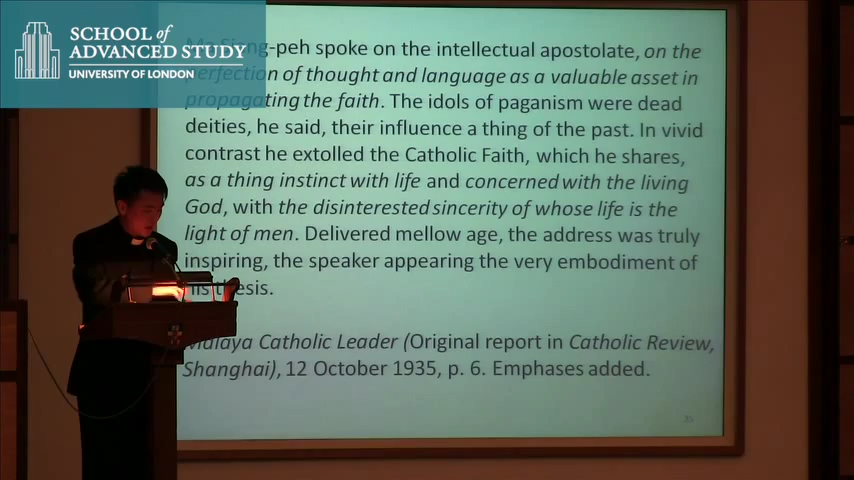 SCHOOL of
ADVANCED STUDY
UNIVERSITY OF LONDON
-peh spoke on the intellectual apostolate, on the
perfection of thought and language as a valuable asset in
propagating the faith. The idols of paganism were dead
deities, he said, their influence a thing of the past. In vivid
contrast he extolled the Catholic Faith, which he shares,
as a thing instinct with life and concerned with the living
God, with the disinterested sincerity of whose life is the
light of men. Delivered mellow age, the address was truly
inspiring, the speaker appearing the very embodiment of
his thesis.
Malaya Catholic Leader (Original report in Catholic Review,
Shanghai), 12 October 1935, p. 6. Emphases added.